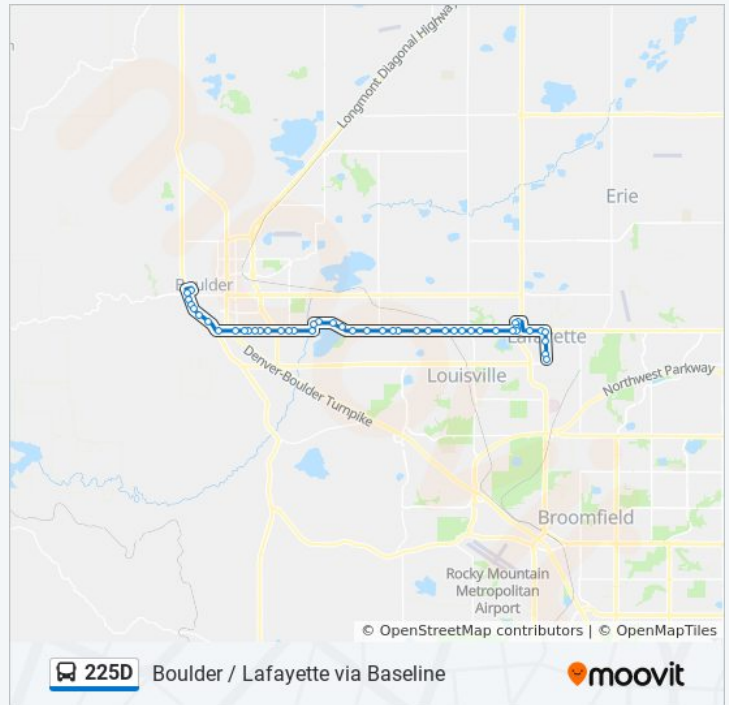 Longmont Diagonal Highway
Erie
Boulder
Lafayette
Denver-Boulder Turnpike
Louisville
Northwest Parkway
Broomfield
Rocky Mountain
Metropolitan
Airport
© OpenStreetMap contributors | © OpenMapTiles
225D Boulder / Lafayette via Baseline
moovit